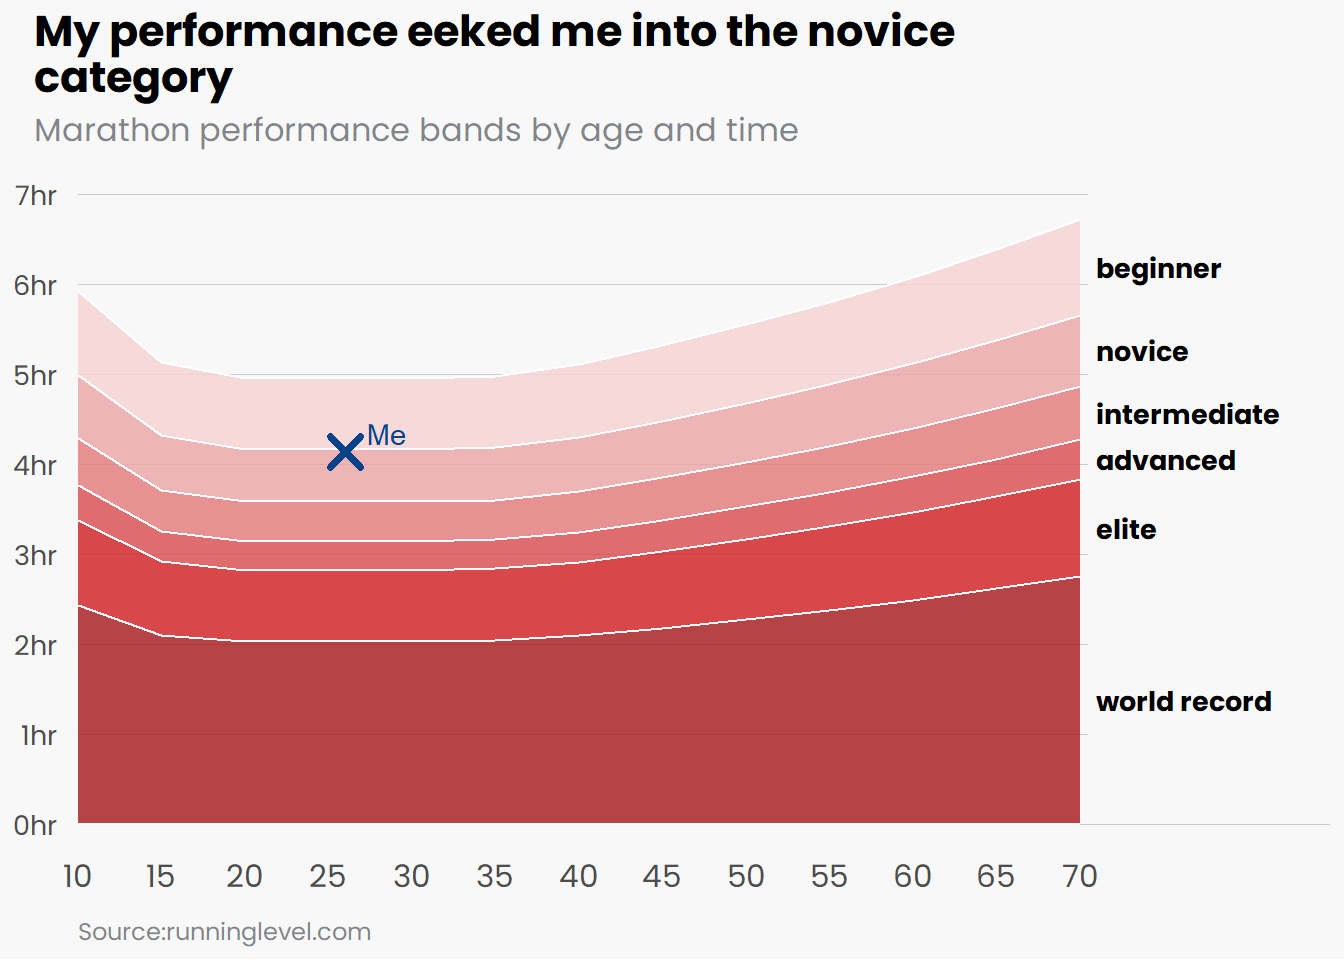 My performance eeked me into the novice
category
Marathon performance bands by age and time
7hr
6hr
5hr
4hr
3hr
2hr
1hr
0hr
Me
beginner
novice
intermediate
advanced
elite
world record
10 15 20 25 30 35 40 45 50 55 60 65 70
Source:runninglevel.com